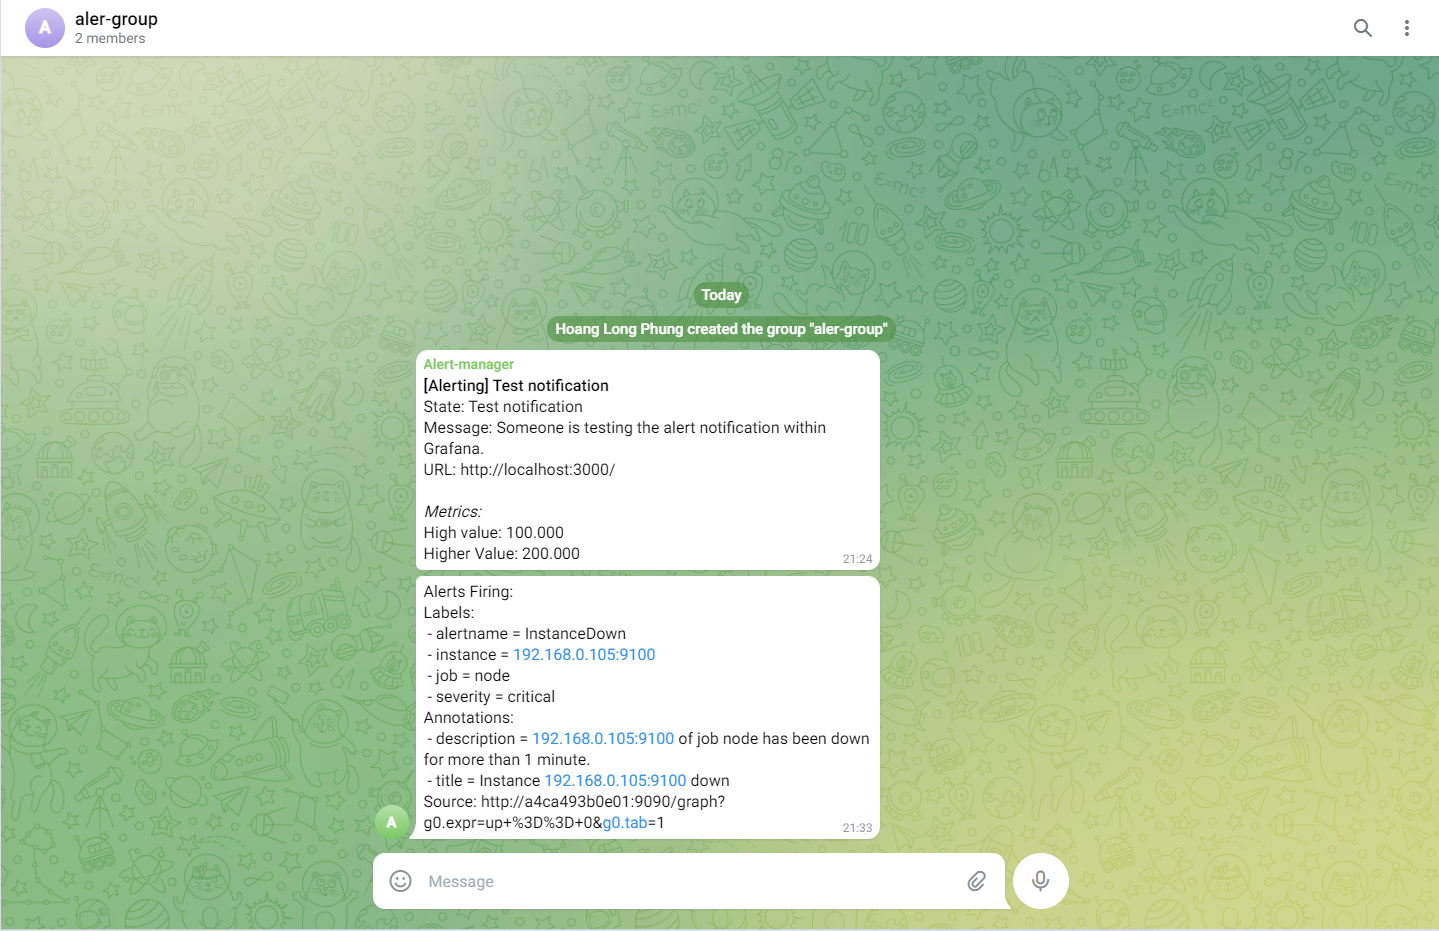 A
aler-group
2 members
Today
Hoang Long Phung created the group "aler-group"
Alert-manager
[Alerting] Test notification
State: Test notification
Message: Someone is testing the alert notification within
Grafana.
URL: http://localhost:3000/
Metrics:
High value: 100.000
Higher Value: 200.000
21:24
Alerts Firing:
Labels:
- alertname = InstanceDown
- instance = 192.168.0.105:9100
- job = node
- severity = critical
Annotations:
- description = 192.168.0.105:9100 of job node has been down
for more than 1 minute.
- title = Instance 192.168.0.105:9100 down
Source: http://a4ca493b0e01:9090/graph?
g0.expr=up+%3D%3D+0&g0.tab=1
21:33
A
Message